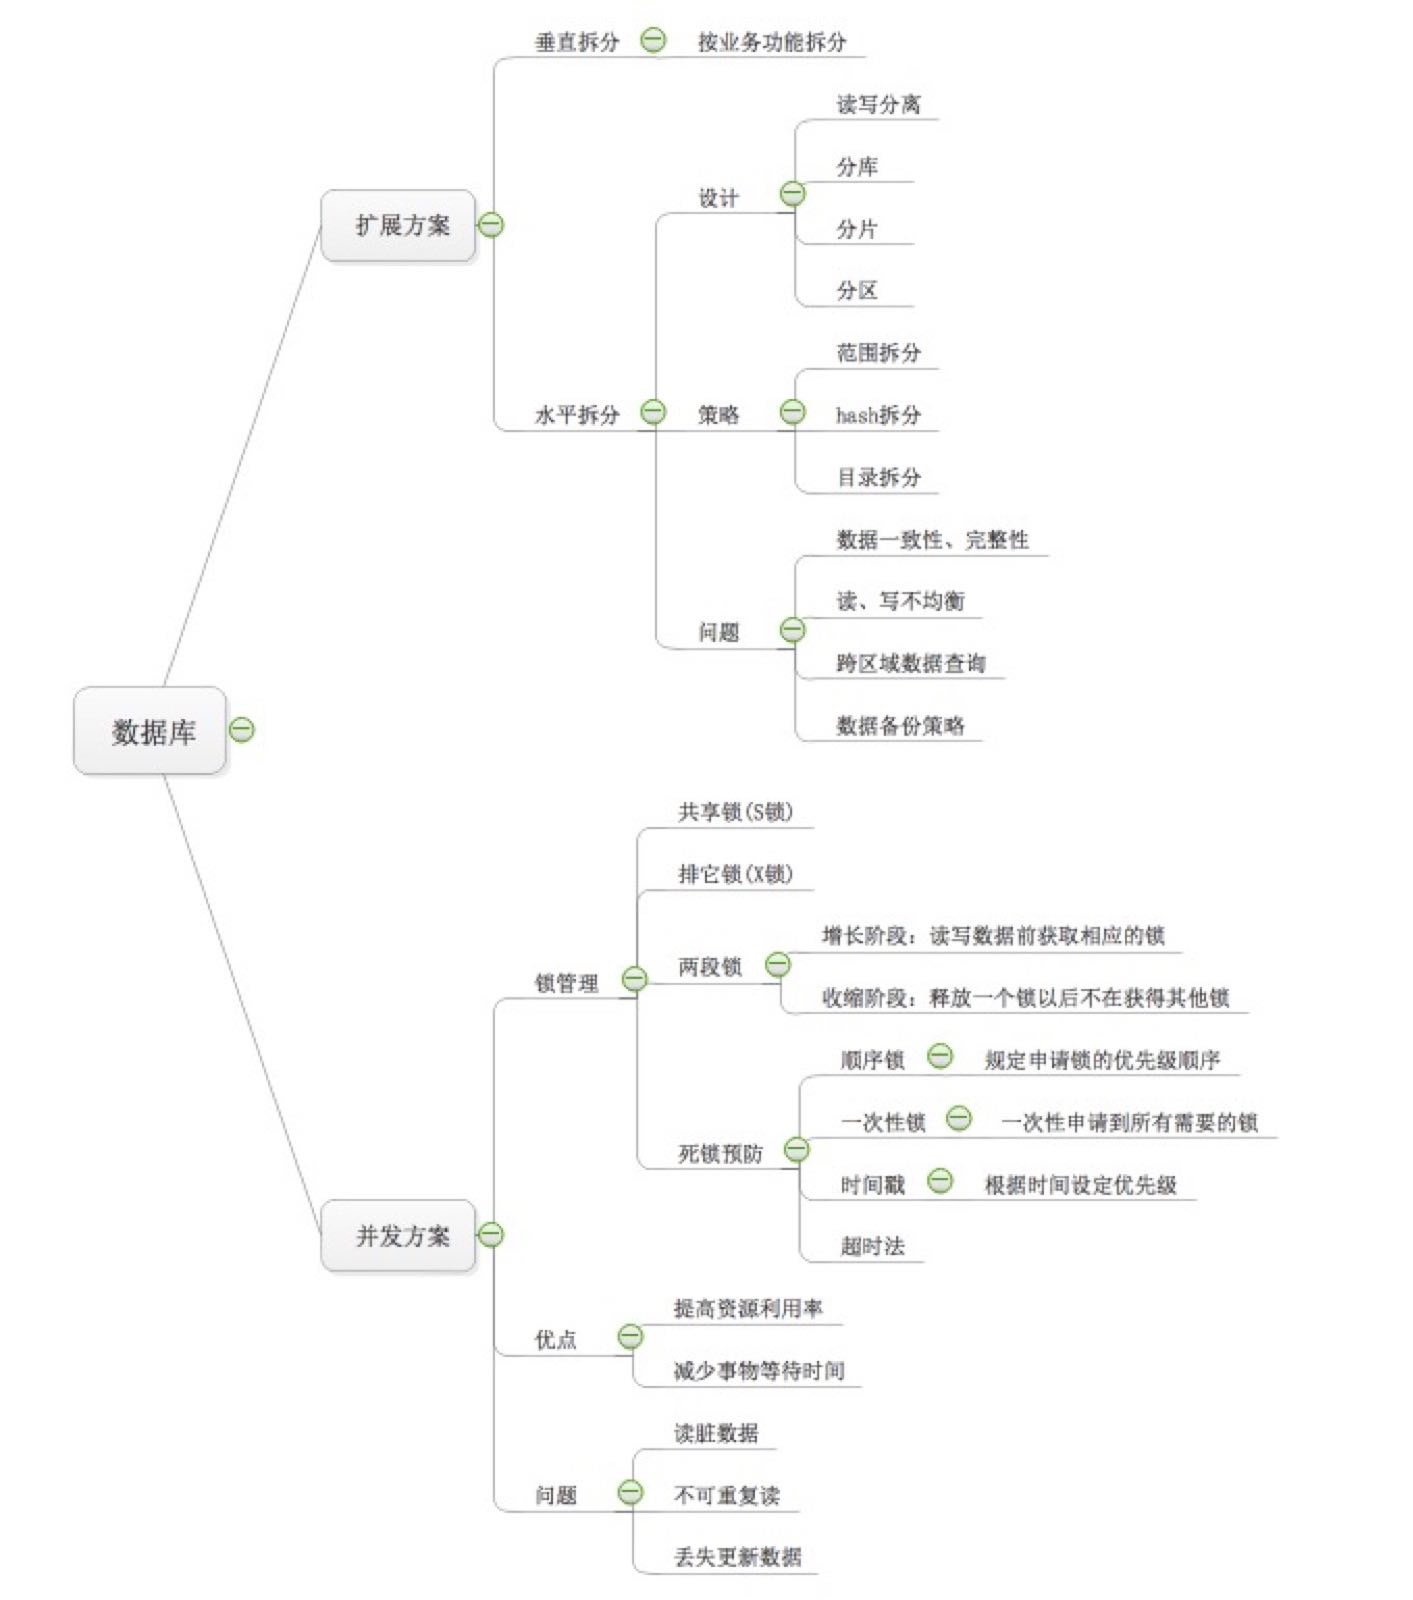 垂直拆分 按业务功能拆分
读写分离
分库
设计
分片
扩展方案
分区
范围拆分
水平拆分 策略 hash拆分
目录拆分
数据一致性、完整性
读、写不均衡
问题
跨区域数据查询
数据备份策略
数据库
共享锁(S锁)
排它锁(X锁)
增长阶段：读写数据前获取相应的锁
两段锁
锁管理
收缩阶段：释放一个锁以后不在获得其他锁
顺序锁 规定申请锁的优先级顺序
一次性锁 一次性申请到所有需要的锁
死锁预防
时间戳 根据时间设定优先级
超时法
并发方案
提高资源利用率
优点
减少事物等待时间
读脏数据
问题 不可重复读
丢失更新数据